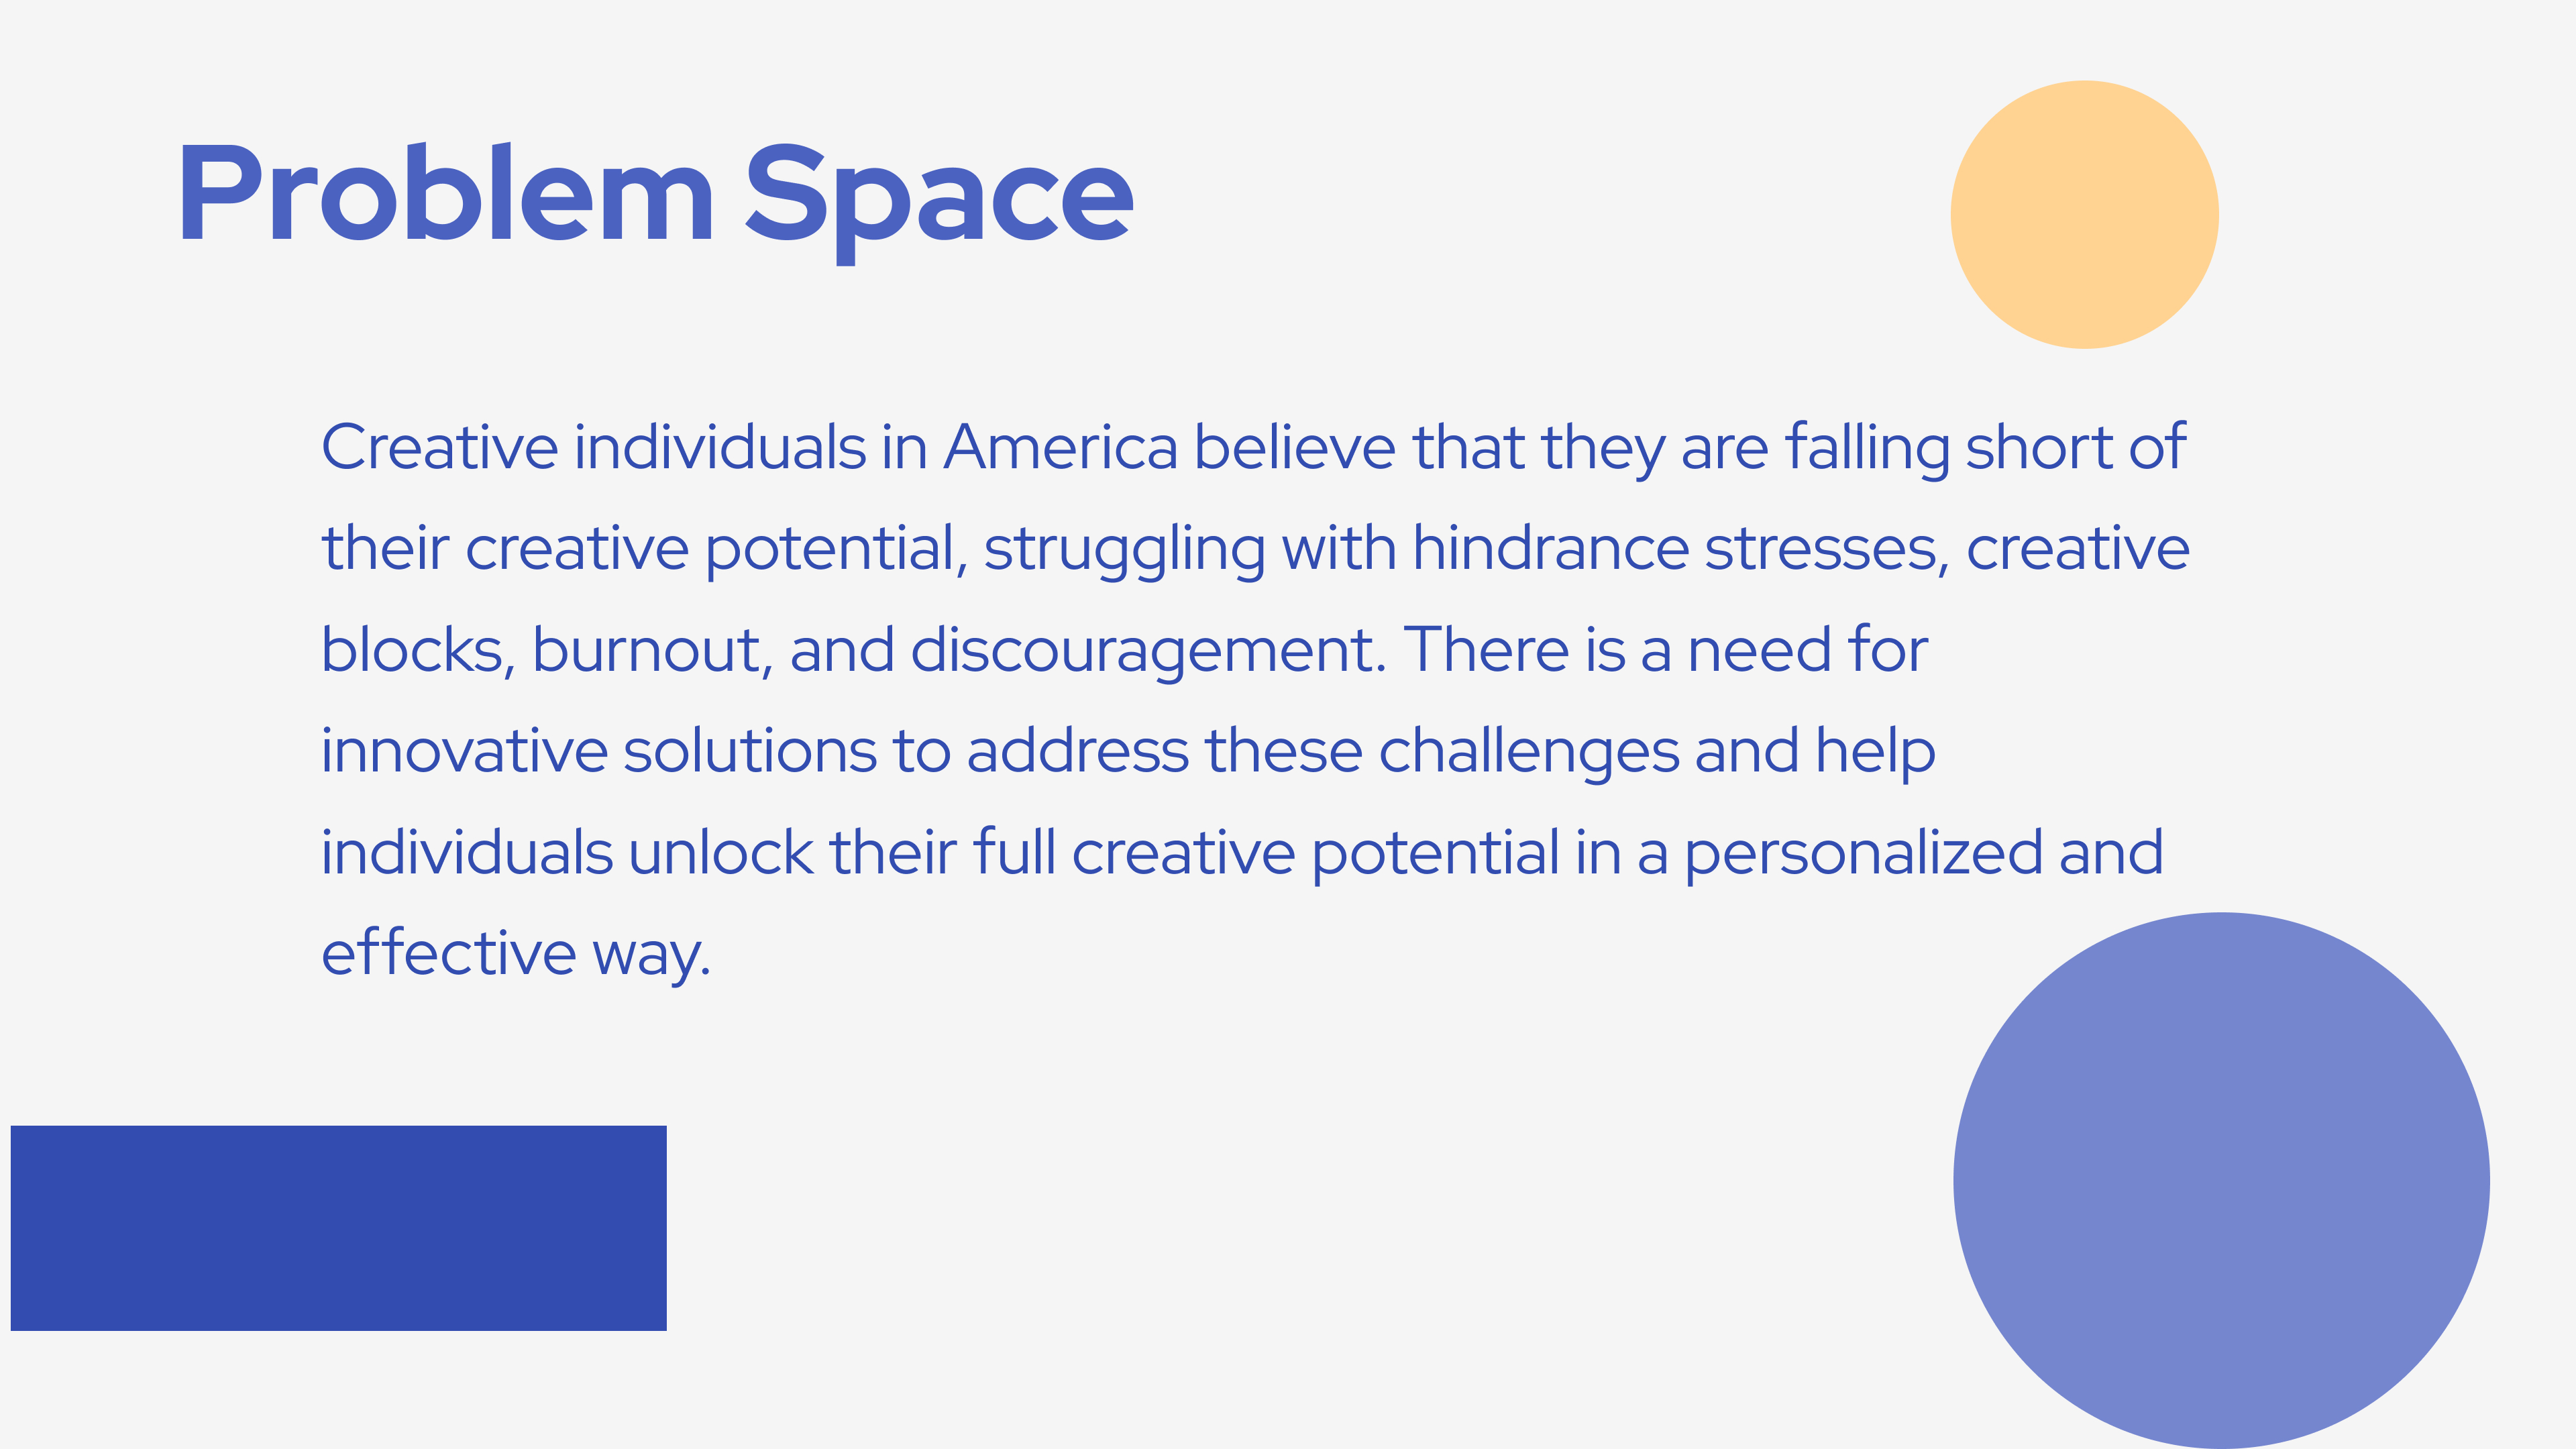 Problem Space
Creative individuals in America believe that they are falling short of
their creative potential, struggling with hindrance stresses, creative
blocks, burnout, and discouragement. There is a need for
innovative solutions to address these challenges and help
individuals unlock their full creative potential in a personalized and
effective way.